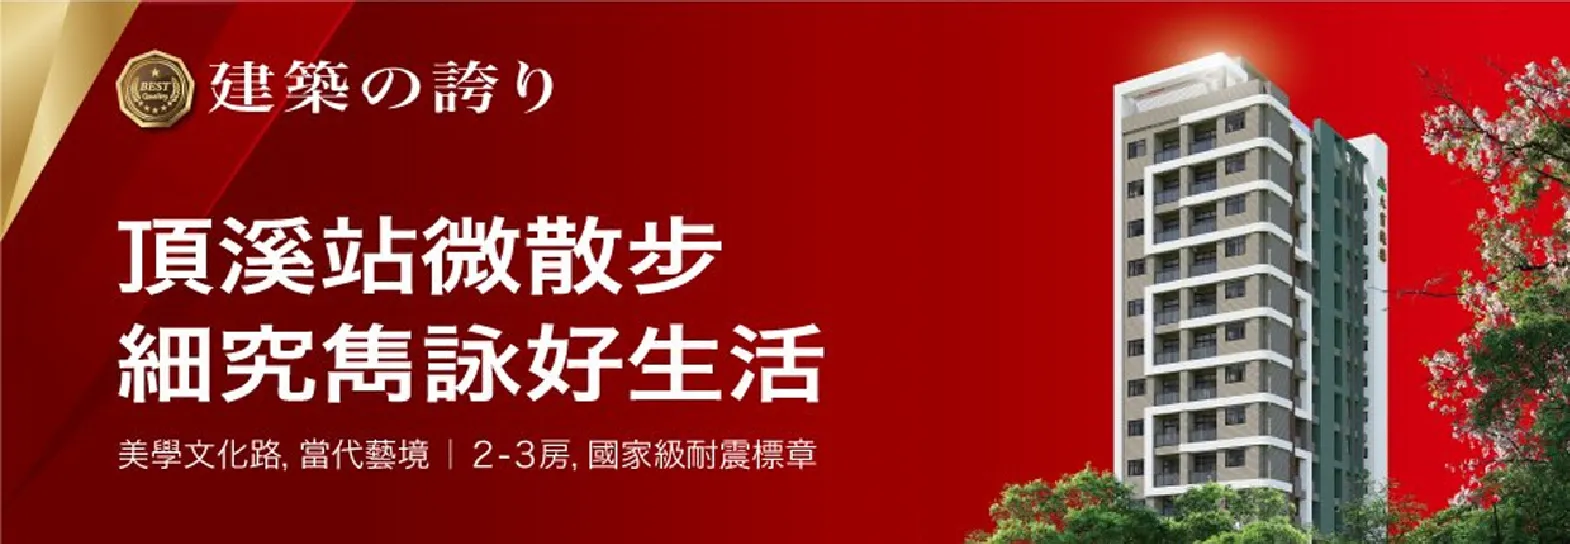 BEST
Quality
建築の誇り
頂溪站微散步
細究雋詠好生活
美學文化路, 當代藝境 | 2-3房, 國家級耐震標章